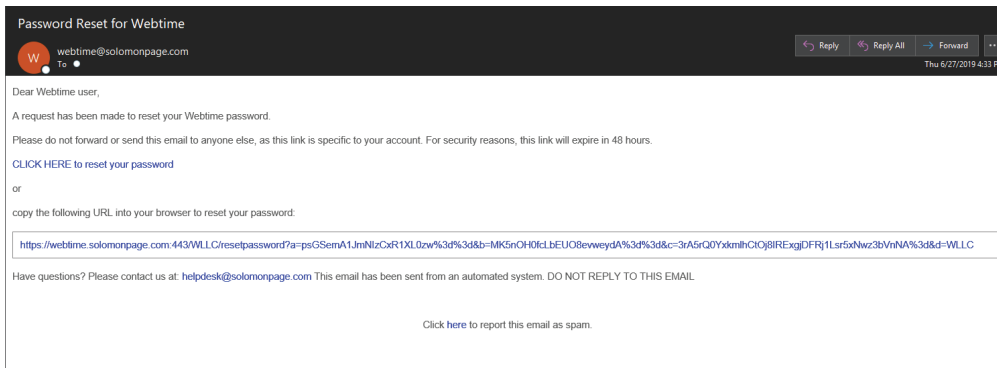 Password Reset for Webtime
W
webtime@solomonpage.com
To
Reply
Reply All
Forward
Thu 6/27/2019 4:33 P
Dear Webtime user,
A request has been made to reset your Webtime password.
Please do not forward or send this email to anyone else, as this link is specific to your account. For security reasons, this link will expire in 48 hours.
CLICK HERE to reset your password
or
copy the following URL into your browser to reset your password:
https://webtime.solomonpage.com:443/WLLC/resetpassword?a=psGSemA1JmNIzCxR1XL0zw%3d%3d&b=MK5nOH0fcLbEUO8evweydA%3d%3d&c=3rA5rQ0YxkmlhCtOj8IRExgjDFRj1Lsr5xNwz3bVnNA%3d&d=WLLC
Have questions? Please contact us at: helpdesk@solomonpage.com This email has been sent from an automated system. DO NOT REPLY TO THIS EMAIL
Click here to report this email as spam.